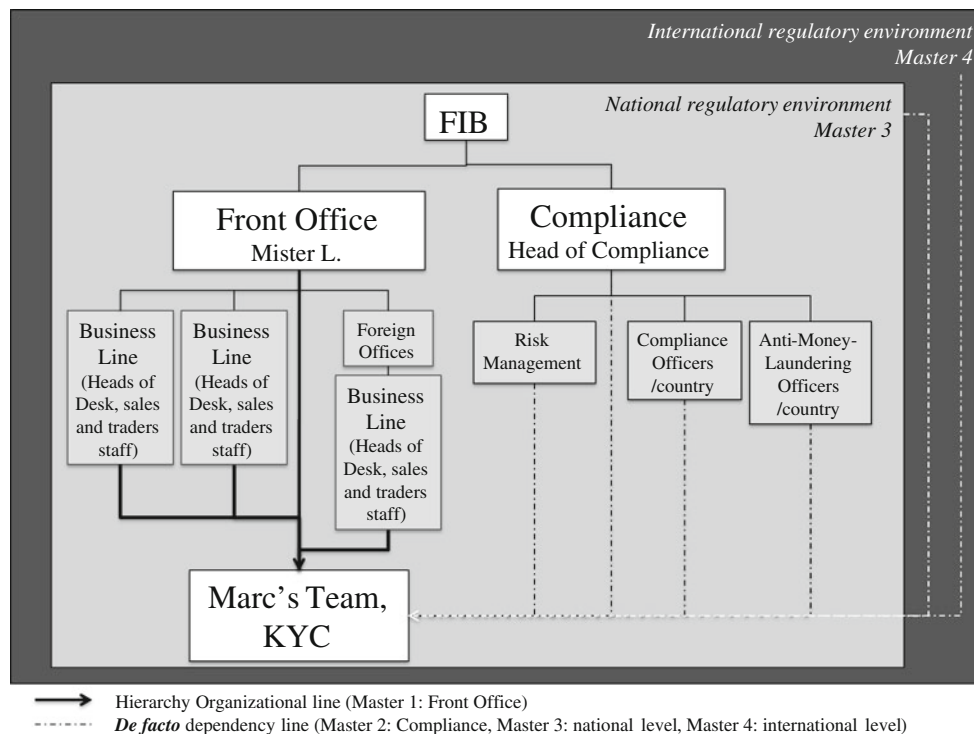 International regulatory environment
Master 4
National regulatory environment
Master 3
FIB
Front Office
Mister L.
Compliance
Head of Compliance
Business
Line
(Heads of
Desk, sales
and traders
staff)
Business
Line
(Heads of
Desk, sales
and traders
staff)
Foreign
Offices
Business
Line
(Heads of
Desk, sales
and traders
staff)
Risk
Management
Compliance
Officers
/country
Anti-Money-
Laundering
Officers
/country
Marc's Team,
KYC
Hierarchy Organizational line (Master 1: Front Office)
De facto dependency line (Master 2: Compliance, Master 3: national level, Master 4: international level)